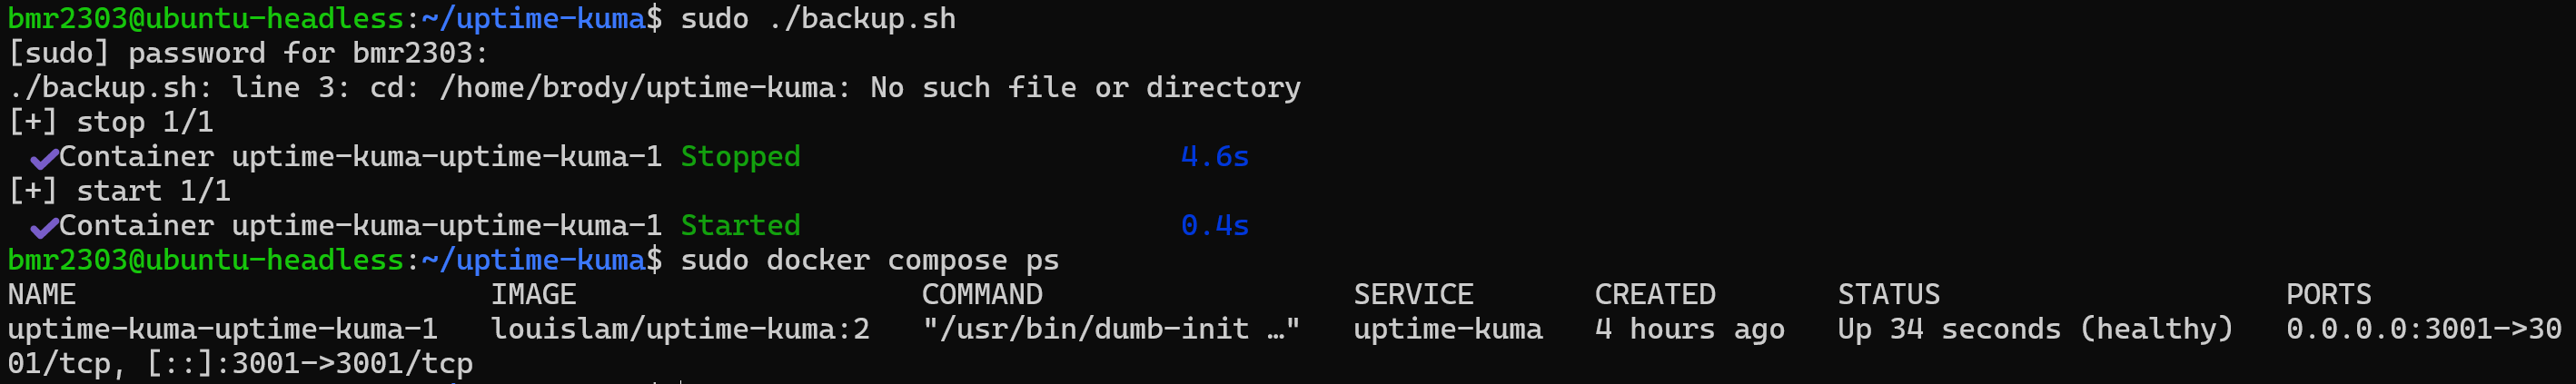 bmr2303@ubuntu-headless:~/uptime-kuma$ sudo ./backup.sh
[sudo] password for bmr2303:
./backup.sh: line 3: cd: /home/brody/uptime-kuma: No such file or directory
[+] stop 1/1
✔Container uptime-kuma-uptime-kuma-1 Stopped 4.6s
[+] start 1/1
✔Container uptime-kuma-uptime-kuma-1 Started 0.4s
bmr2303@ubuntu-headless:~/uptime-kuma$ sudo docker compose ps
NAME IMAGE COMMAND SERVICE CREATED STATUS PORTS
uptime-kuma-uptime-kuma-1 louislam/uptime-kuma:2 "/usr/bin/dumb-init …" uptime-kuma 4 hours ago Up 34 seconds (healthy) 0.0.0.0:3001->30
01/tcp, [::]:3001->3001/tcp